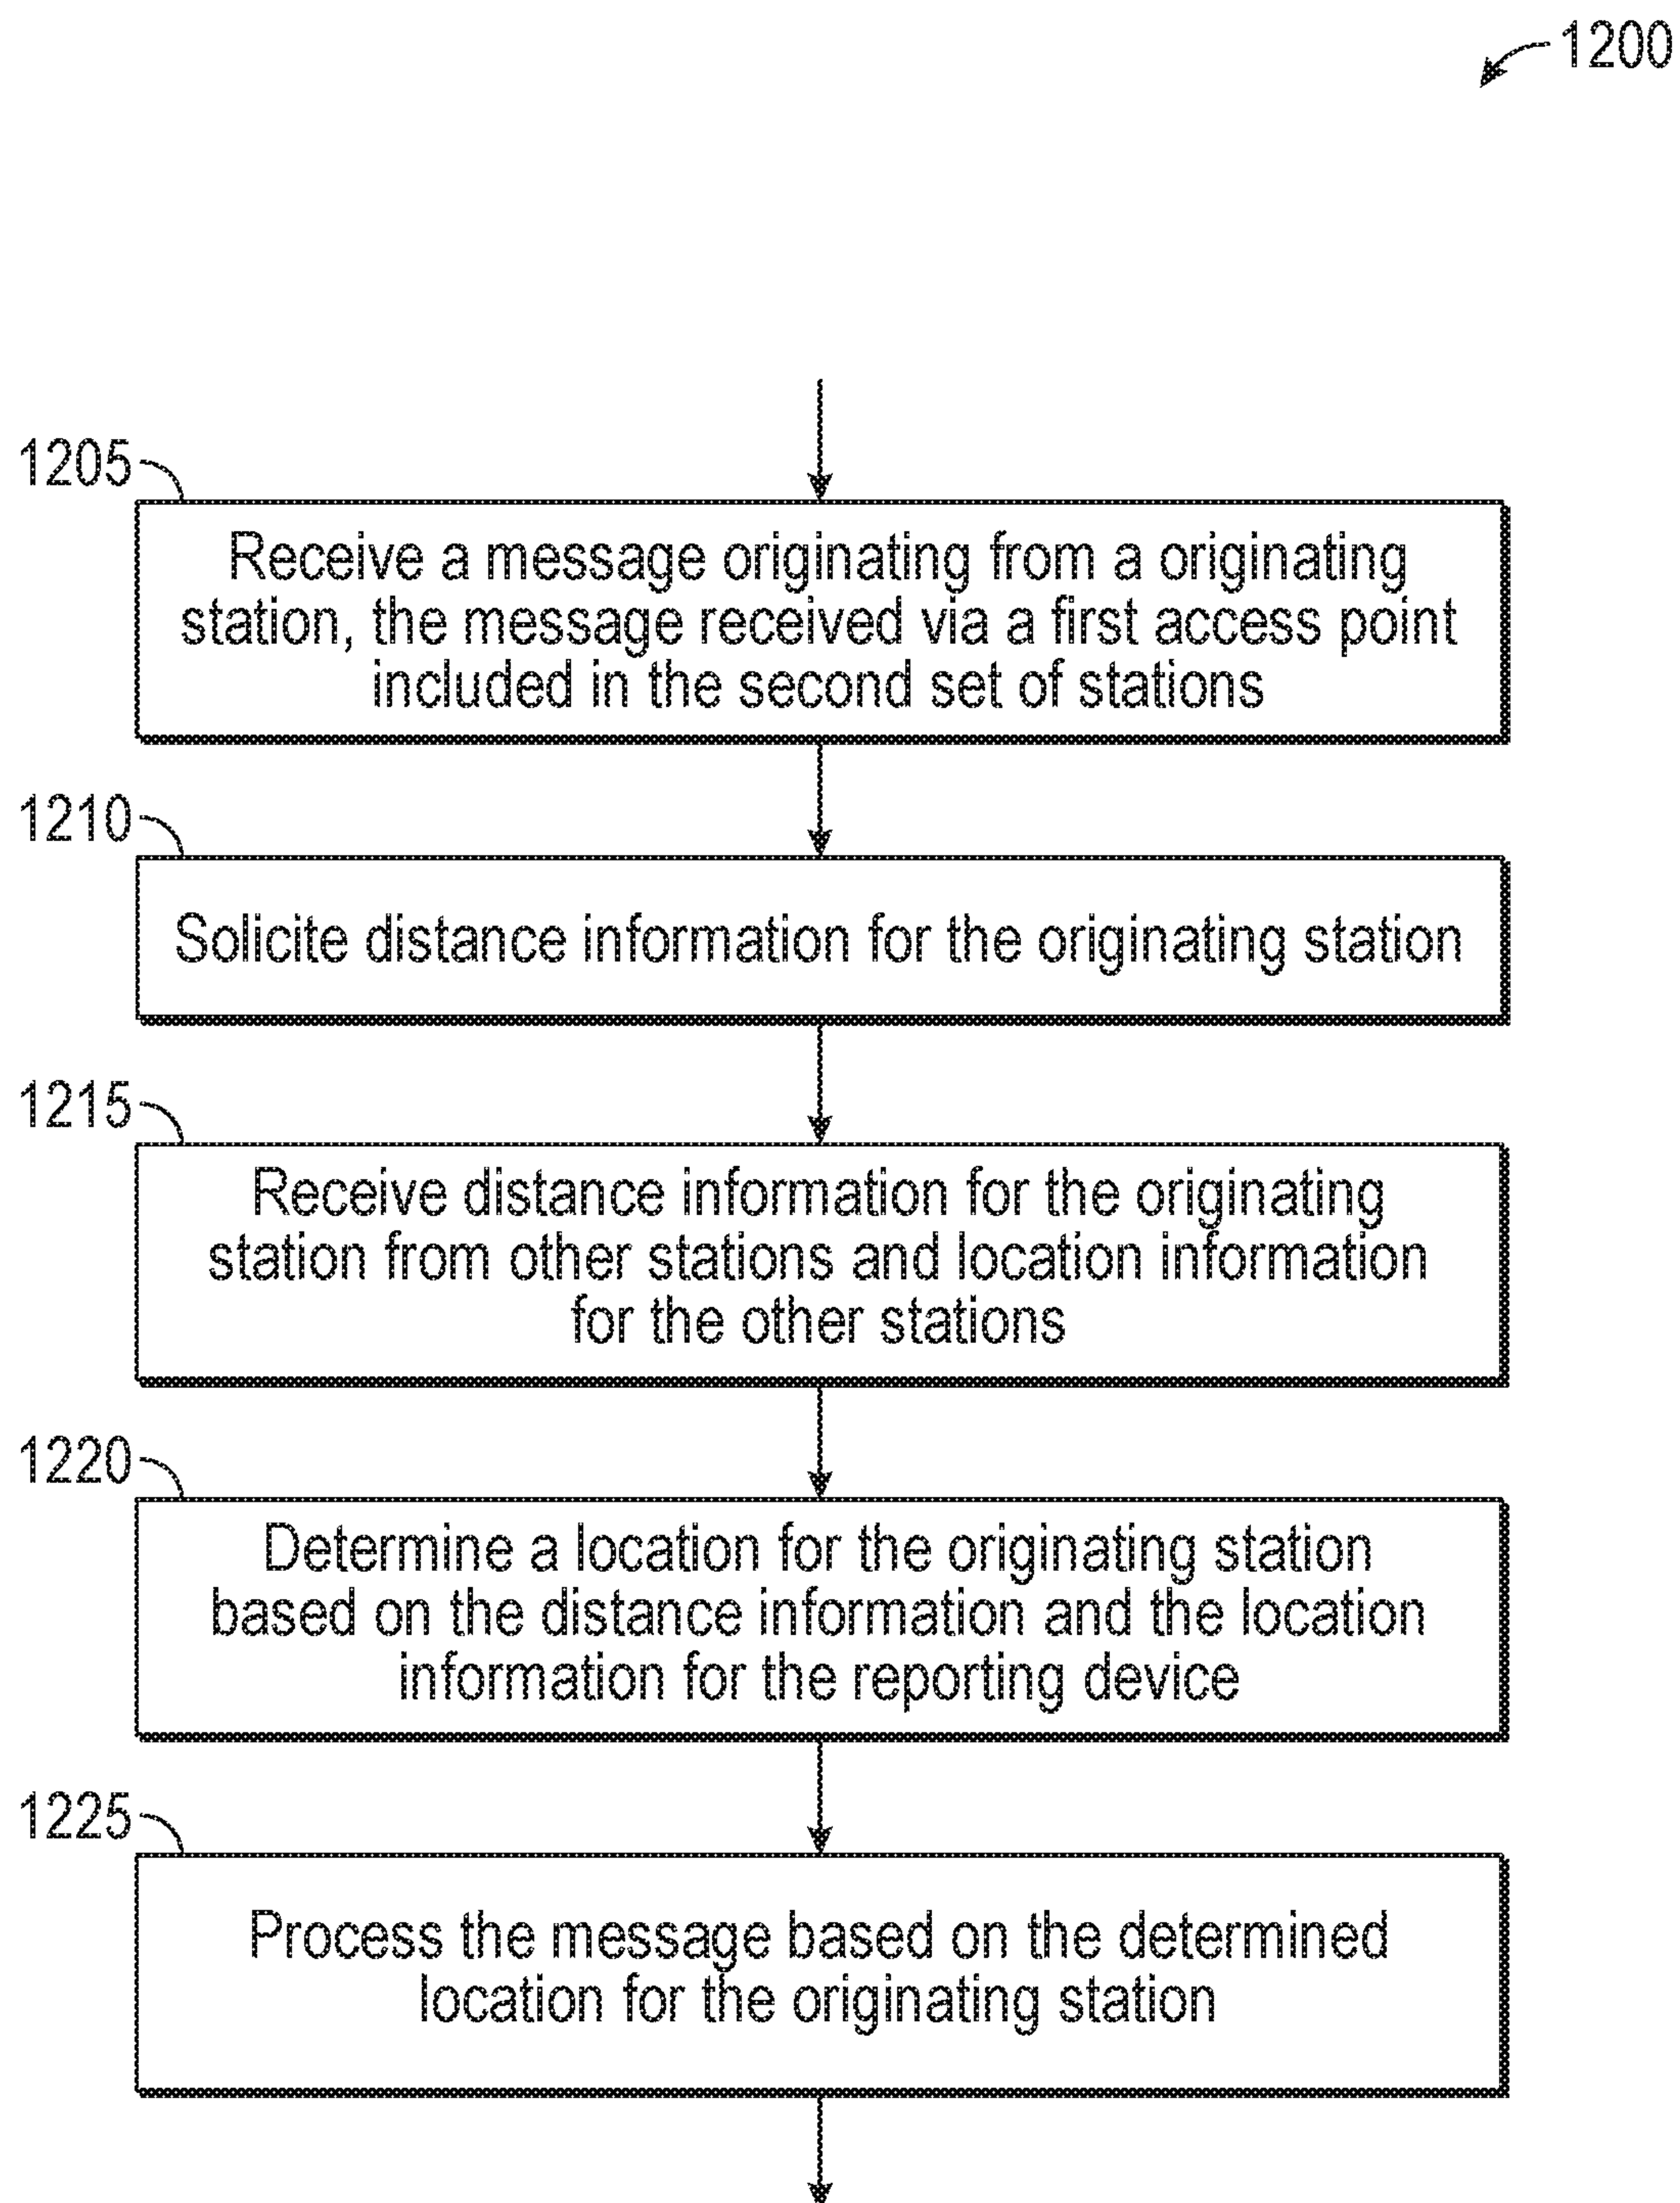 1200
1205
Receive a message originating from a originating
station, the message received via a first access point
included in the second set of stations
1210
Solicite distance information for the originating station
1215
Receive distance information for the originating
station from other stations and location information
for the other stations
1220
Determine a location for the originating station
based on the distance information and the location
information for the reporting device
1225
Process the message based on the determined
location for the originating station